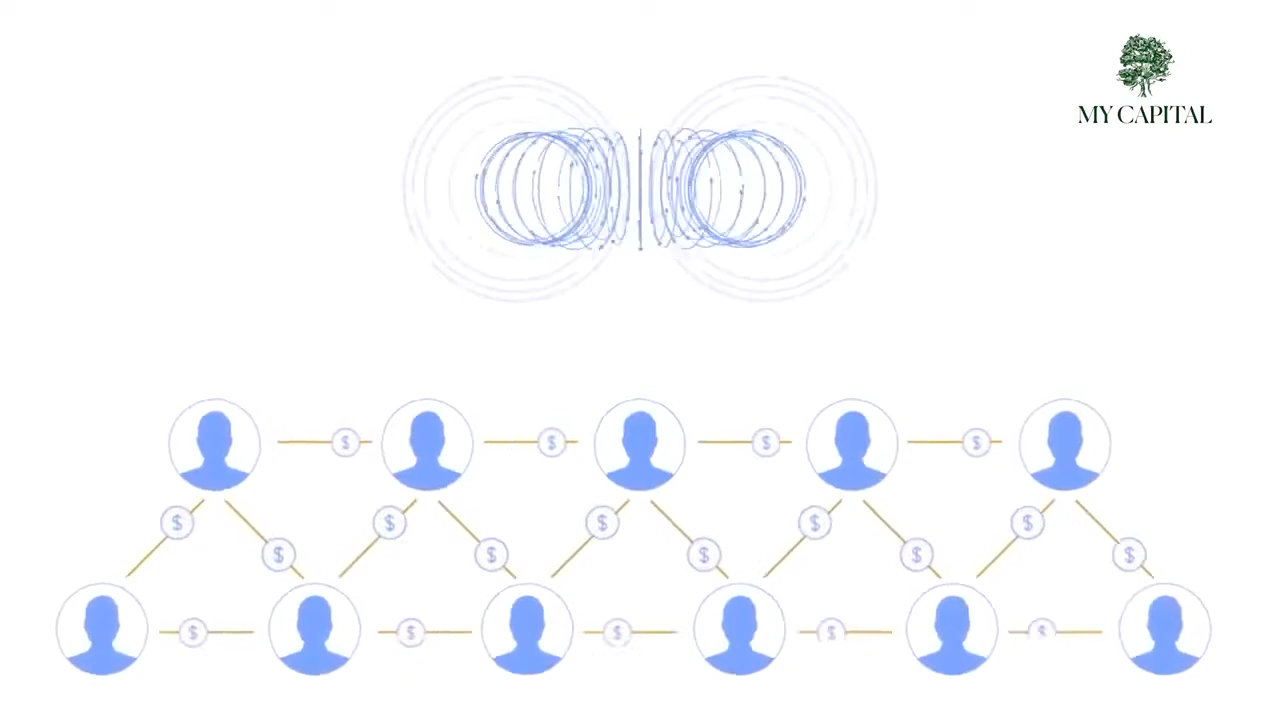 MY CAPITAL
$ $ $ $
$ $ $ $ $ $ $ $ $ $
$ $ $ $ $